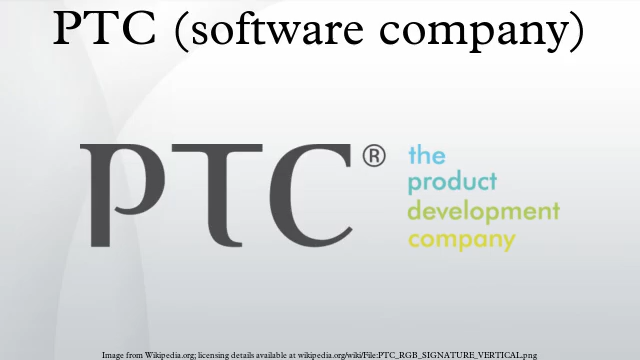 PTC (software company)
PTC®
the
product
development
company
Image from Wikipedia.org; licensing details available at wikipedia.org/wiki/File:PTC_RGB_SIGNATURE_VERTICAL.png